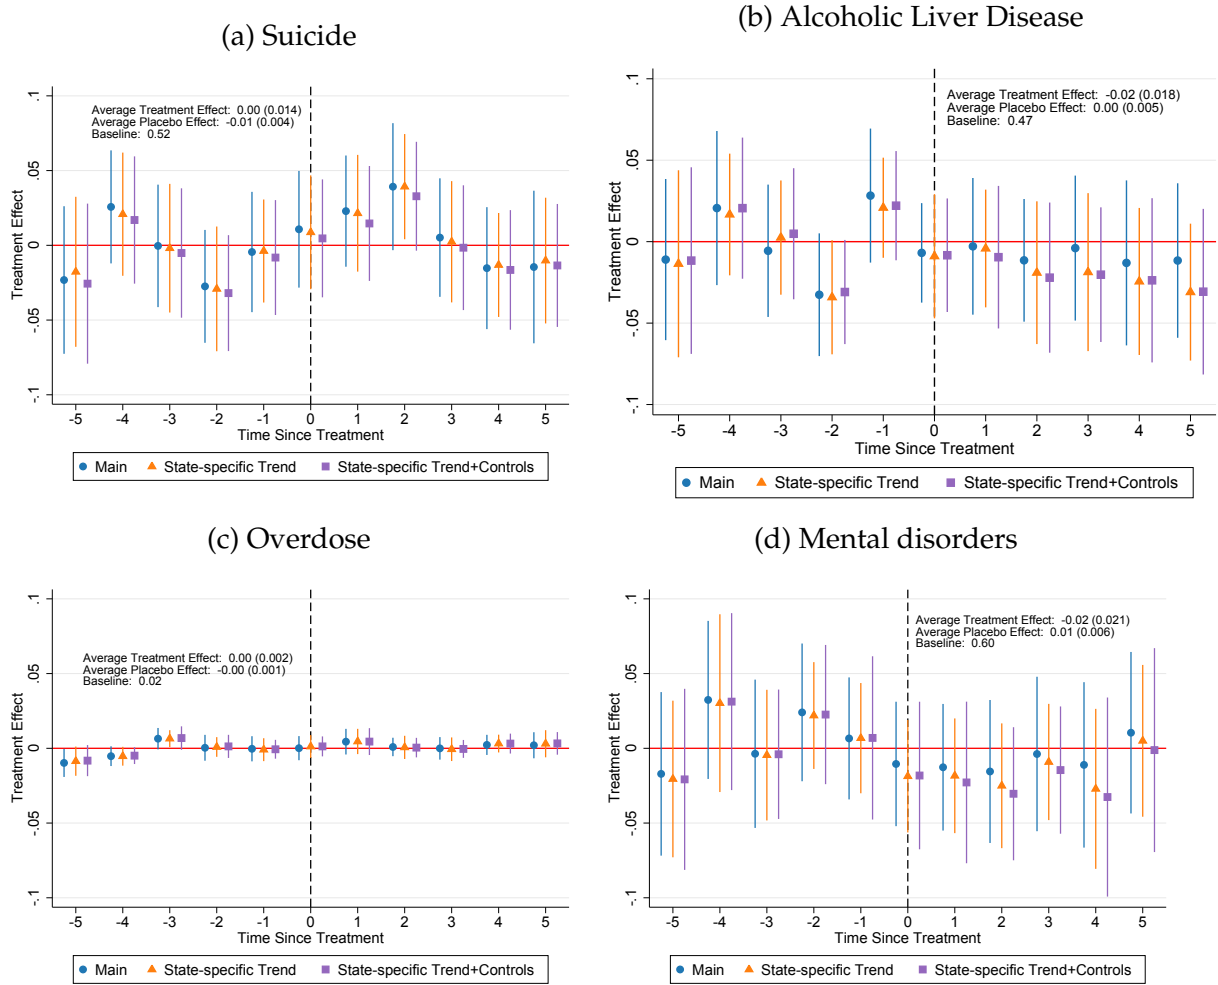 (a) Suicide
.1
.05
0
-.05
-.1
Treatment Effect
Average Treatment Effect: 0.00 (0.014)
Average Placebo Effect: -0.01 (0.004)
Baseline: 0.52
-5 -4 -3 -2 -1 0 1 2 3 4 5
Time Since Treatment
Main State-specific Trend State-specific Trend+Controls
(b) Alcoholic Liver Disease
.1
.05
0
-.05
-.1
Treatment Effect
Average Treatment Effect: -0.02 (0.018)
Average Placebo Effect: 0.00 (0.005)
Baseline: 0.47
-5 -4 -3 -2 -1 0 1 2 3 4 5
Time Since Treatment
Main State-specific Trend State-specific Trend+Controls
(c) Overdose
.1
.05
0
-.05
-.1
Treatment Effect
Average Treatment Effect: 0.00 (0.002)
Average Placebo Effect: -0.00 (0.001)
Baseline: 0.02
-5 -4 -3 -2 -1 0 1 2 3 4 5
Time Since Treatment
Main State-specific Trend State-specific Trend+Controls
(d) Mental disorders
.1
.05
0
-.05
-.1
Treatment Effect
Average Treatment Effect: -0.02 (0.021)
Average Placebo Effect: 0.01 (0.006)
Baseline: 0.60
-5 -4 -3 -2 -1 0 1 2 3 4 5
Time Since Treatment
Main State-specific Trend State-specific Trend+Controls